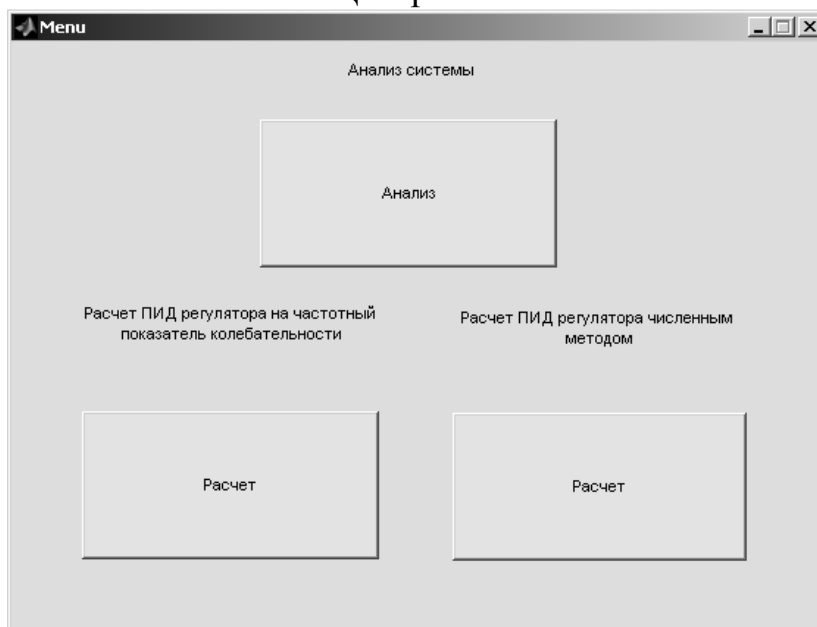 Menu
Анализ системы
Анализ
Расчет ПИД регулятора на частотный
показатель колебательности
Расчет ПИД регулятора численным
методом
Расчет
Расчет